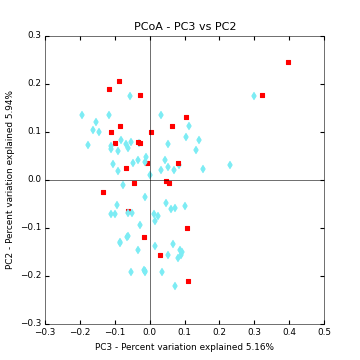 PCoA - PC3 vs PC2
0.3
0.2
0.1
0.0
−0.1
−0.2
−0.3
PC2 - Percent variation explained 5.94%
−0.3 −0.2 −0.1 0.0 0.1 0.2 0.3 0.4 0.5
PC3 - Percent variation explained 5.16%